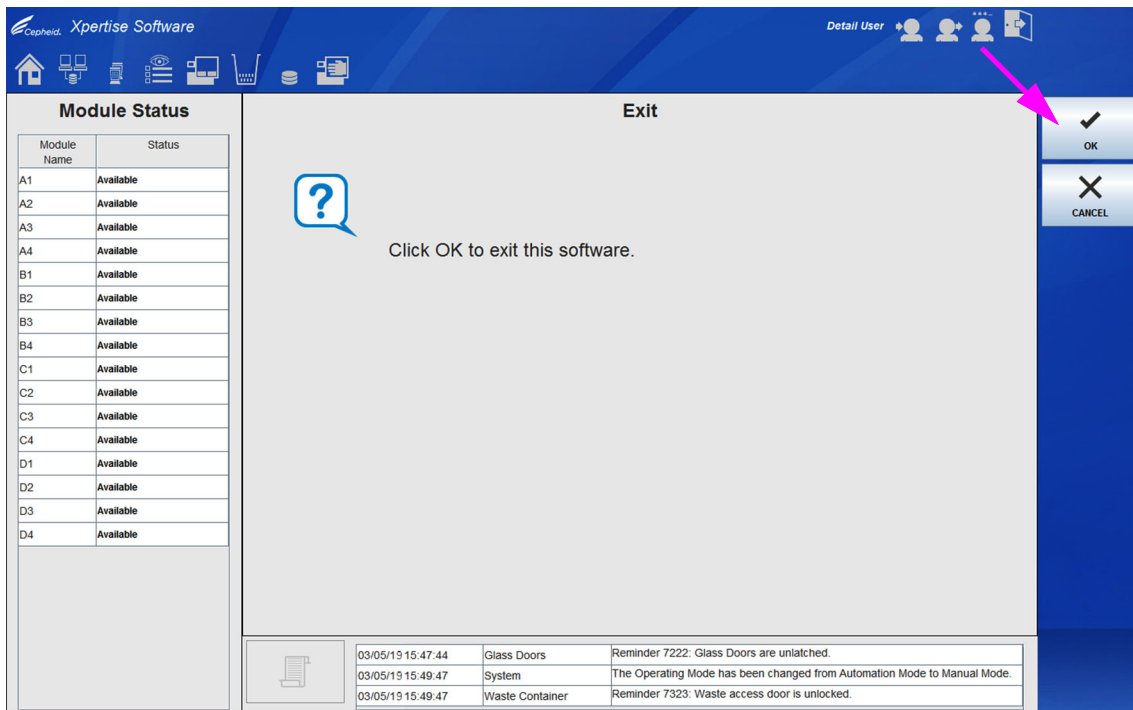 Cepheid. Xpertise Software
Detail User
Module Status
Module Name Status
A1 Available
A2 Available
A3 Available
A4 Available
B1 Available
B2 Available
B3 Available
B4 Available
C1 Available
C2 Available
C3 Available
C4 Available
D1 Available
D2 Available
D3 Available
D4 Available
Exit
?
Click OK to exit this software.
OK
CANCEL
03/05/19 15:47:44 Glass Doors Reminder 7222: Glass Doors are unlatched.
03/05/19 15:49:47 System The Operating Mode has been changed from Automation Mode to Manual Mode.
03/05/19 15:49:47 Waste Container Reminder 7323: Waste access door is unlocked.